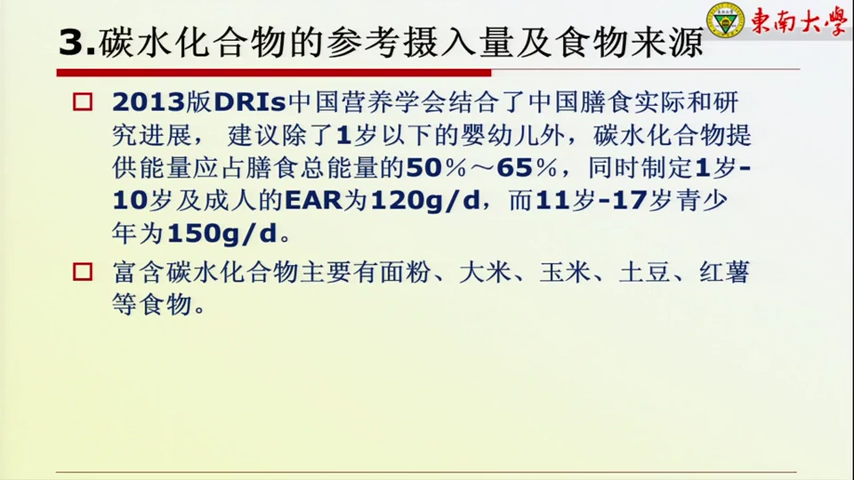 3.碳水化合物的参考摄入量及食物来源
東南大學
2013版DRIs中国营养学会结合了中国膳食实际和研
究进展， 建议除了1岁以下的婴幼儿外，碳水化合物提
供能量应占膳食总能量的50％～65％，同时制定1岁-
10岁及成人的EAR为120g/d，而11岁-17岁青少
年为150g/d。
富含碳水化合物主要有面粉、大米、玉米、土豆、红薯
等食物。